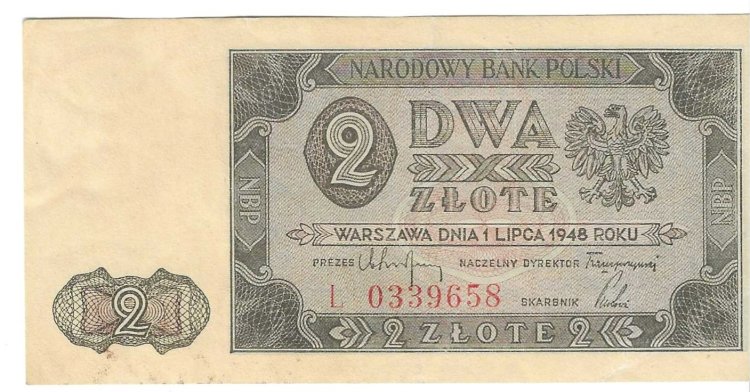 NARODOWY BANK POLSKI
2 DWA
ZŁOTE
NBP
NBP
WARSZAWA DNIA 1 LIPCA 1948 ROKU
PREZES NACZELNY DYREKTOR
L 0339658 SKARBNIK
2
2 ZŁOTE 2